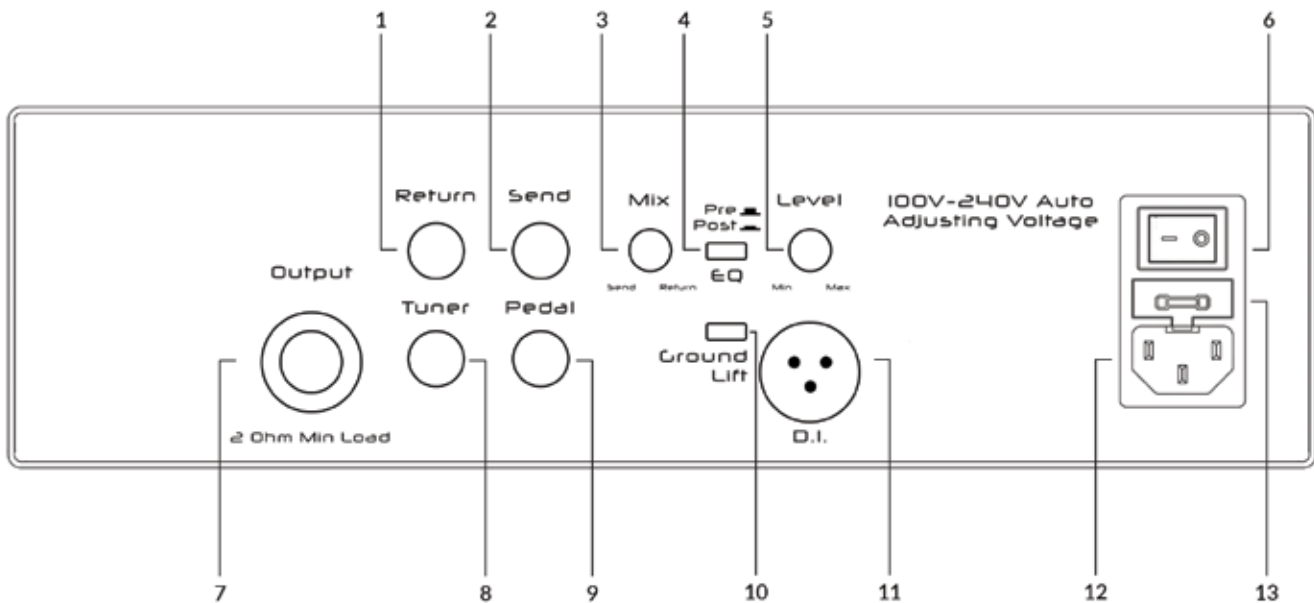 1 2 3 4 5 6
Return Send Mix Pre Level 100V-240V Auto
Post Adjusting Voltage
Output EQ
Send Return Min Max
Tuner Pedal
Ground
Lift
2 Ohm Min Load D.I.
7 8 9 10 11 12 13